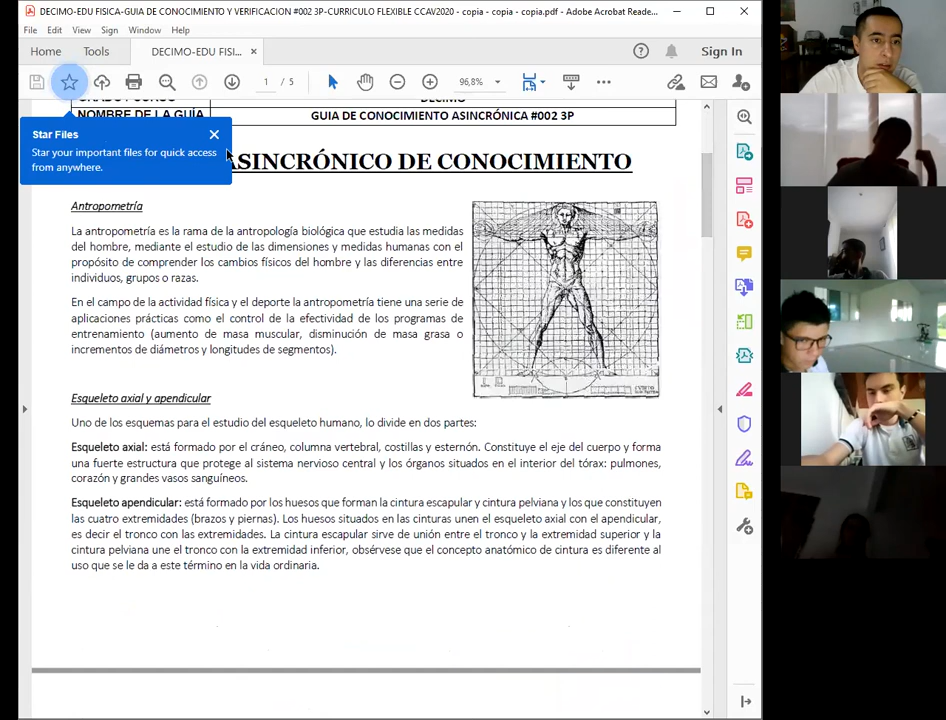 DECIMO-EDU FISICA-GUIA DE CONOCIMIENTO Y VERIFICACION #002 3P-CURRICULO FLEXIBLE CCAV2020 - copia - copia - copia.pdf - Adobe Acrobat Reade...
File Edit View Sign Window Help
Home Tools DECIMO-EDU FISI... Sign In
1 / 5 96,8%
DECIMO
NOMBRE DE LA GUÍA GUIA DE CONOCIMIENTO ASINCRÓNICA #002 3P
Star Files
Star your important files for quick access
from anywhere.
ASINCRÓNICO DE CONOCIMIENTO
Antropometría
La antropometría es la rama de la antropología biológica que estudia las medidas
del hombre, mediante el estudio de las dimensiones y medidas humanas con el
propósito de comprender los cambios físicos del hombre y las diferencias entre
individuos, grupos o razas.
En el campo de la actividad física y el deporte la antropometría tiene una serie de
aplicaciones prácticas como el control de la efectividad de los programas de
entrenamiento (aumento de masa muscular, disminución de masa grasa o
incrementos de diámetros y longitudes de segmentos).
Esqueleto axial y apendicular
Uno de los esquemas para el estudio del esqueleto humano, lo divide en dos partes:
Esqueleto axial: está formado por el cráneo, columna vertebral, costillas y esternón. Constituye el eje del cuerpo y forma
una fuerte estructura que protege al sistema nervioso central y los órganos situados en el interior del tórax: pulmones,
corazón y grandes vasos sanguíneos.
Esqueleto apendicular: está formado por los huesos que forman la cintura escapular y cintura pelviana y los que constituyen
las cuatro extremidades (brazos y piernas). Los huesos situados en las cinturas unen el esqueleto axial con el apendicular,
es decir el tronco con las extremidades. La cintura escapular sirve de unión entre el tronco y la extremidad superior y la
cintura pelviana une el tronco con la extremidad inferior, obsérvese que el concepto anatómico de cintura es diferente al
uso que se le da a este término en la vida ordinaria.